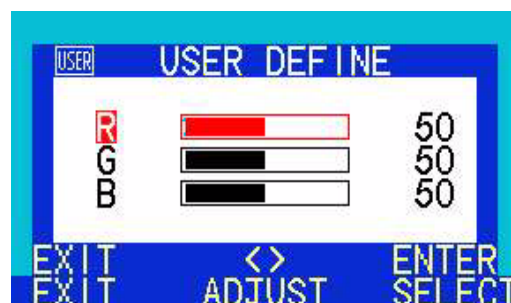 USER USER DEFINE
R 50
G 50
B 50
EXIT <> ENTER
EXIT ADJUST SELECT